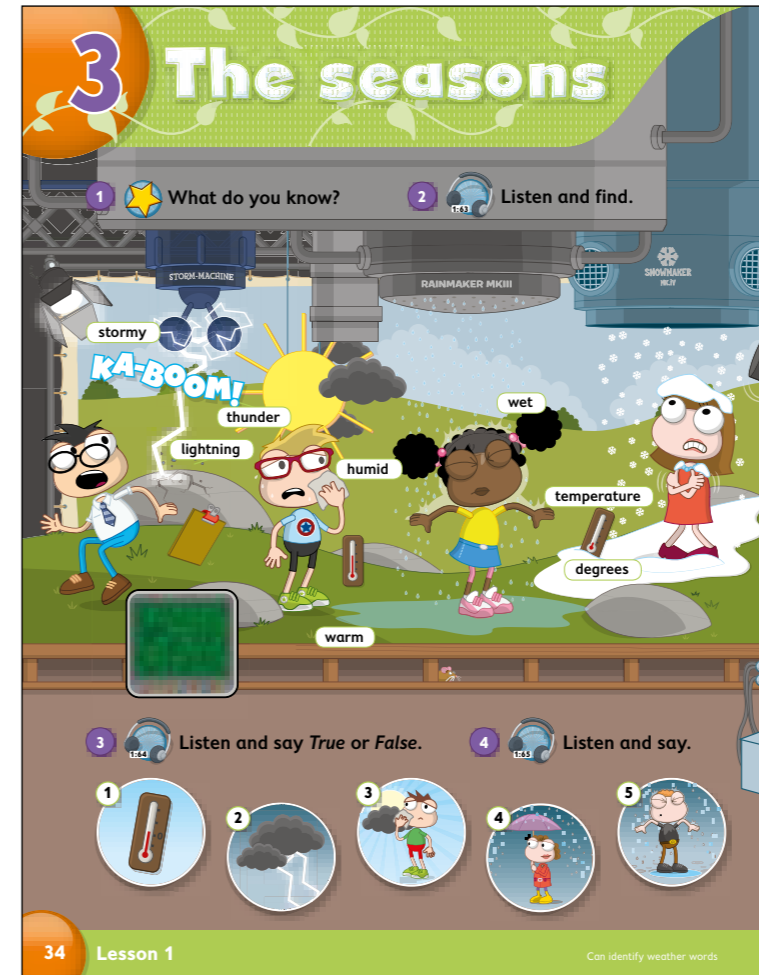 3 The seasons
1 What do you know?
2 1:63 Listen and find.
STORM-MACHINE
RAINMAKER MKIII
SNOWMAKER
MK.IV
stormy
KA-BOOM!
thunder
wet
lightning
humid
temperature
degrees
warm
3 1:64 Listen and say True or False.
4 1:65 Listen and say.
1
2
3
4
5
34 Lesson 1
Can identify weather words